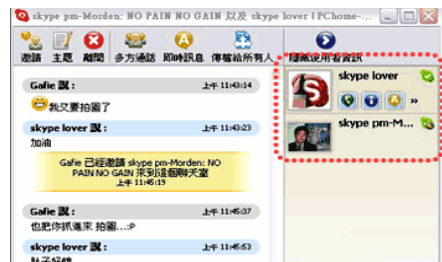 skype pm-Morden: NO PAIN NO GAIN 以及 skype lover | PChome-...
邀請 主題 離開 多方通話 即時訊息 傳檔給所有人 隱藏使用者資訊
Gafie 說： 上午 11:43:14
我又要拍圖了
skype lover 說： 上午 11:43:23
加油
Gafie 已經邀請 skype pm-Morden: NO
PAIN NO GAIN 來到這個聊天室
上午 11:45:19
Gafie 說： 上午 11:45:37
也把你抓進來 拍圖...:P
skype lover 說： 上午 11:45:53
skype lover
skype pm-M...